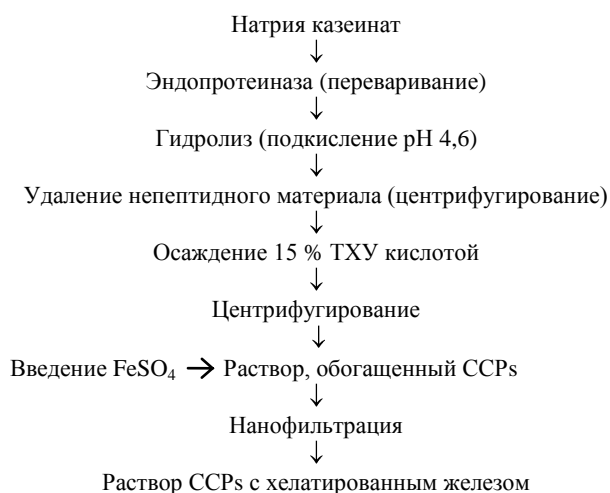 Натрия казеинат
Эндопротеиназа (переваривание)
Гидролиз (подкисление рН 4,6)
Удаление непептидного материала (центрифугирование)
Осаждение 15 % ТХУ кислотой
Центрифугирование
Введение FeSO₄ → Раствор, обогащенный CCPs
Нанофильтрация
Раствор CCPs с хелатированным железом